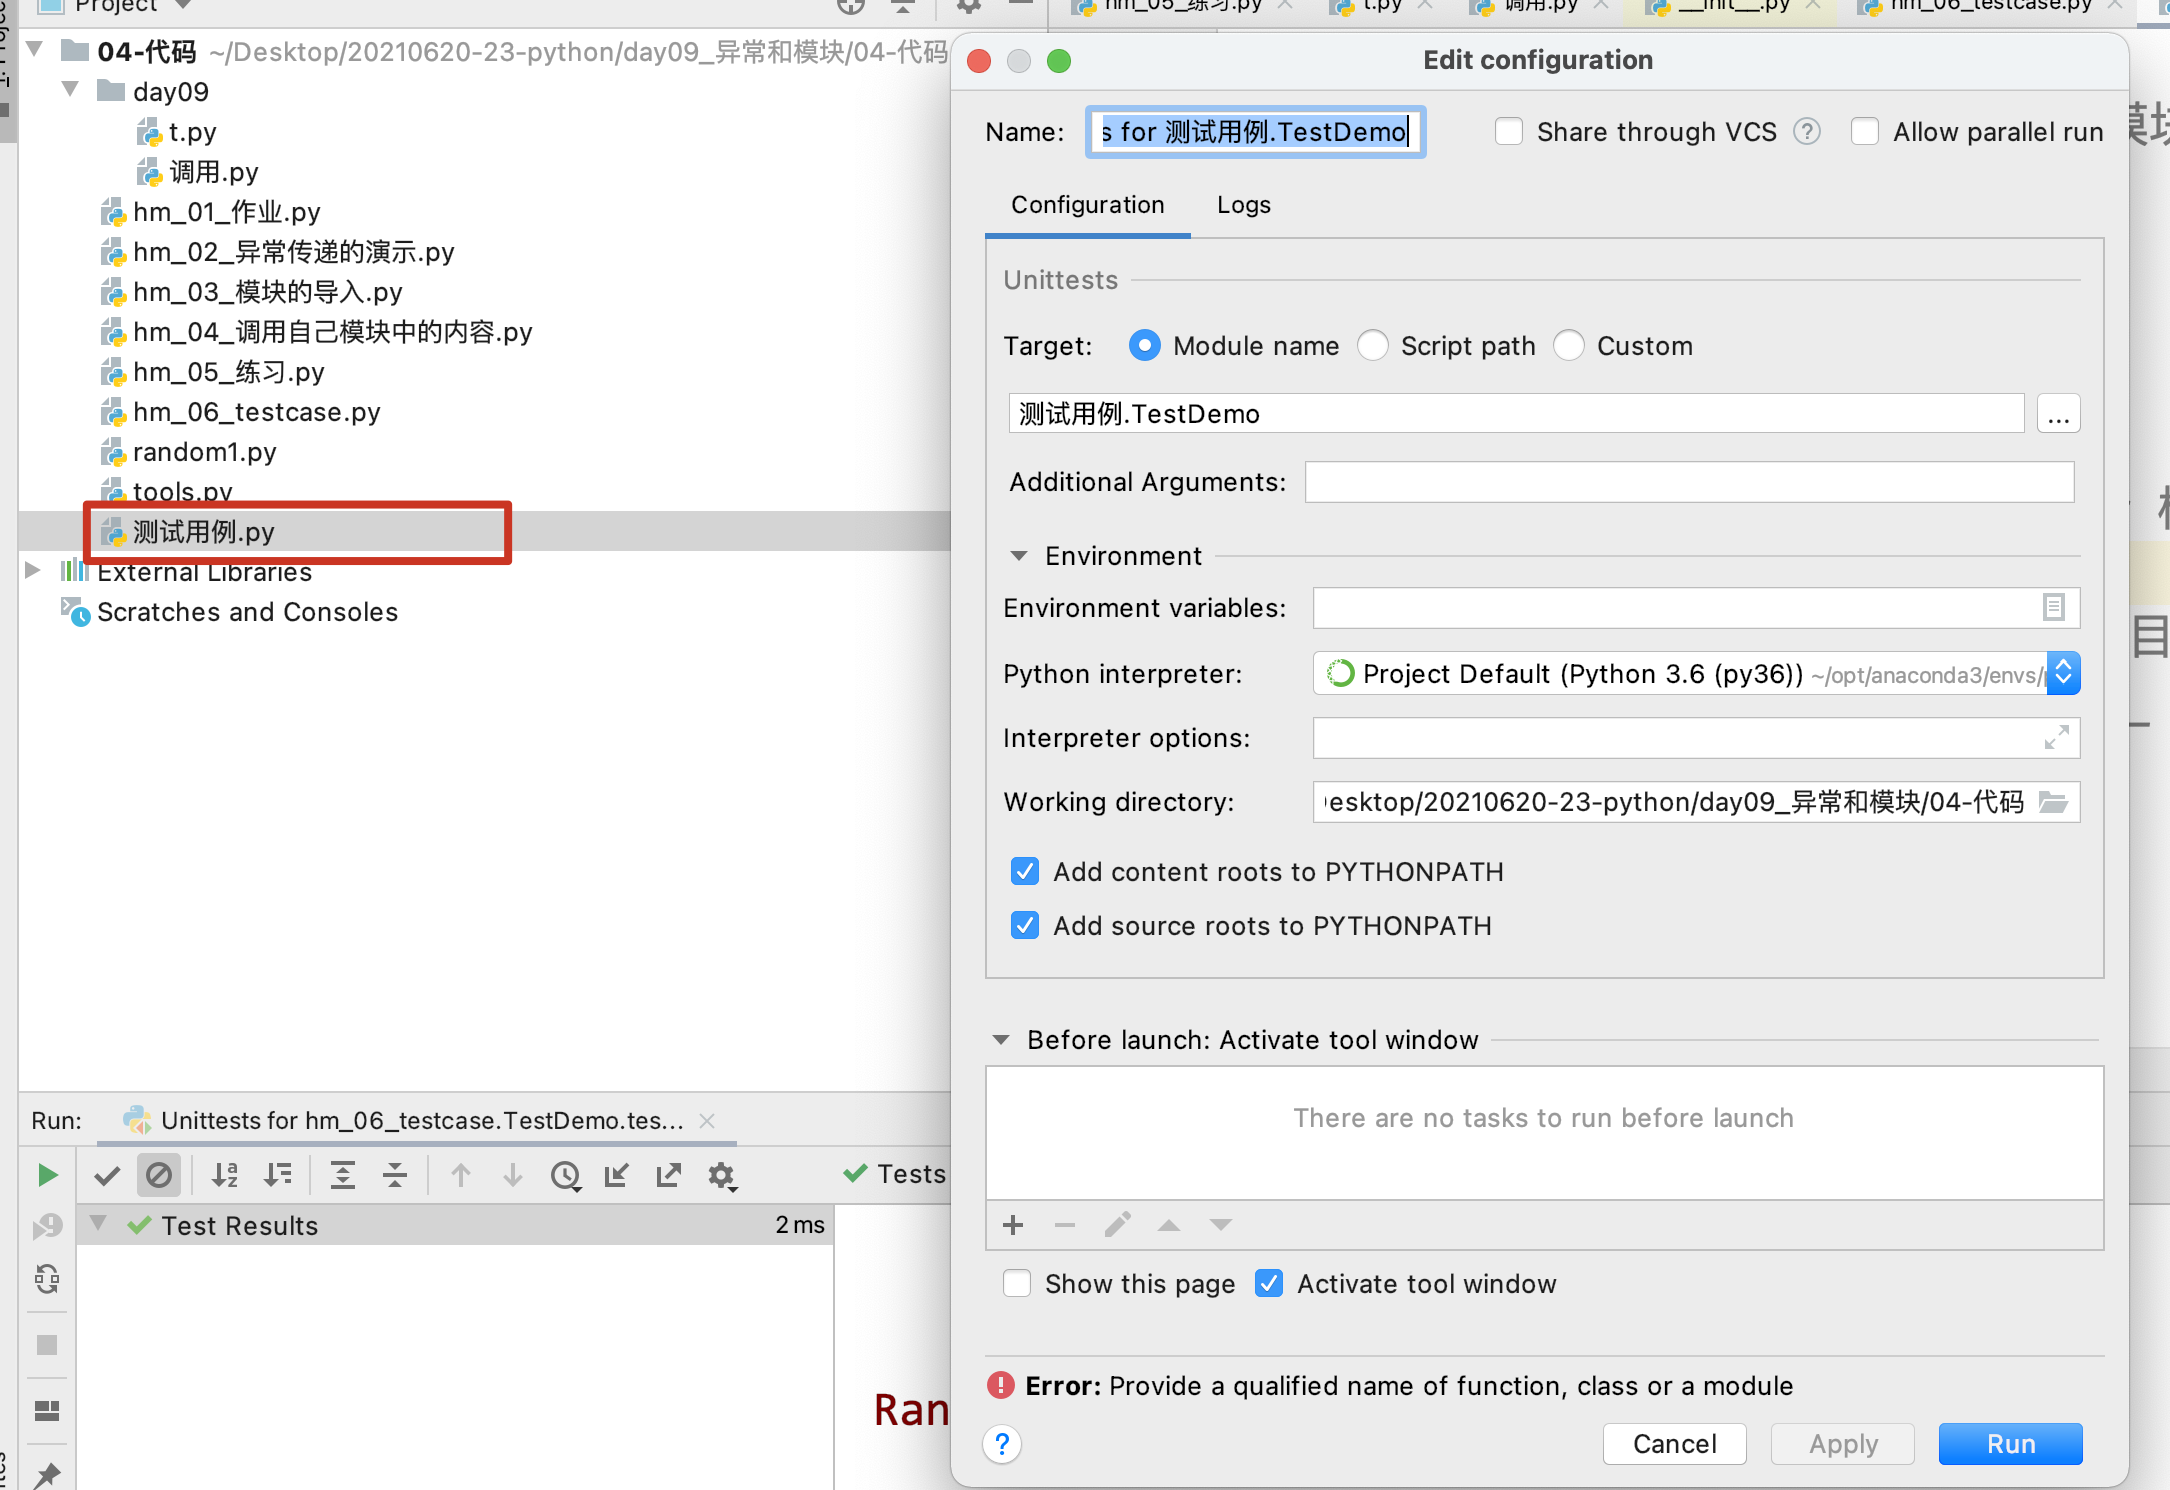 Project
hm_05_练习.py
t.py
调用.py
__init__.py
hm_06_testcase.py
04-代码 ~/Desktop/20210620-23-python/day09_异常和模块/04-代码
day09
t.py
调用.py
hm_01_作业.py
hm_02_异常传递的演示.py
hm_03_模块的导入.py
hm_04_调用自己模块中的内容.py
hm_05_练习.py
hm_06_testcase.py
random1.py
tools.py
测试用例.py
External Libraries
Scratches and Consoles
Edit configuration
Name: s for 测试用例.TestDemo
Share through VCS ?
Allow parallel run
Configuration
Logs
Unittests
Target: Module name Script path Custom
测试用例.TestDemo
...
Additional Arguments:
Environment
Environment variables:
Python interpreter: Project Default (Python 3.6 (py36)) ~/opt/anaconda3/envs/
Interpreter options:
Working directory: esktop/20210620-23-python/day09_异常和模块/04-代码
Add content roots to PYTHONPATH
Add source roots to PYTHONPATH
Before launch: Activate tool window
There are no tasks to run before launch
Show this page Activate tool window
Error: Provide a qualified name of function, class or a module
?
Cancel
Apply
Run
Run: Unittests for hm_06_testcase.TestDemo.tes...
Tests
Test Results 2 ms
Ran
目